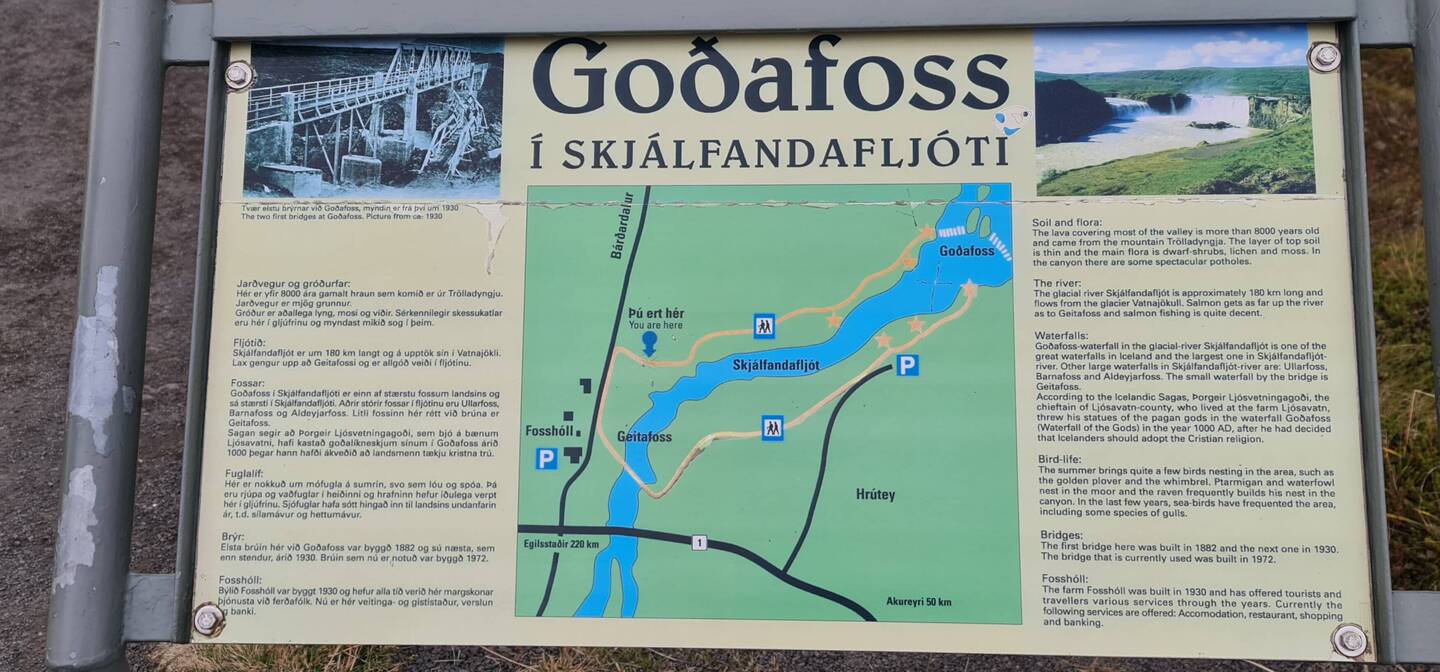 Goðafoss
Í SKJÁLFANDAFLJÓTI
Tvær elstu brýrnar við Goðafoss, myndin er frá því um 1930
The two first bridges at Goðafoss. Picture from ca: 1930
Jarðvegur og gróðurfar:
Hér er yfir 8000 ára gamalt hraun sem komið er úr Trölladyngju.
Jarðvegur er mjög grunnur.
Gróður er aðallega lyng, mosi og víðir. Sérkennilegir skessukatlar
eru hér í gljúfrinu og myndast mikið sog í þeim.
Fljótið:
Skjálfandafljót er um 180 km langt og á upptök sín í Vatnajökli.
Lax gengur upp að Geitafossi og er allgóð veiði í fljótinu.
Fossar:
Goðafoss í Skjálfandafljóti er einn af stærstu fossum landsins og
sá stærsti í Skjálfandafljóti. Aðrir stórir fossar í fljótinu eru Ullarfoss,
Barnafoss og Aldeyjarfoss. Litli fossinn hér rétt við brúna er
Geitafoss.
Sagan segir að Þorgeir Ljósvetningagoði, sem bjó á bænum
Ljósavatni, hafi kastað goðalíkneskjum sínum í Goðafoss árið
1000 þegar hann hafði ákveðið að landsmenn tækju kristna trú.
Fuglalíf:
Hér er nokkuð um mófugla á sumrin, svo sem lóu og spóa. Þá
eru rjúpa og vaðfuglar í heiðinni og hrafninn hefur iðulega verpt
hér í gljúfrinu. Sjófuglar hafa sótt hingað inn til landsins undanfarin
ár, t.d. sílamávur og hettumávur.
Brýr:
Elsta brúin hér við Goðafoss var byggð 1882 og sú næsta, sem
enn stendur, árið 1930. Brúin sem nú er notuð var byggð 1972.
Fosshóll:
Býlið Fosshóll var byggt 1930 og hefur alla tíð verið hér margskonar
þjónusta við ferðafólk. Nú er hér veitinga- og gististaður, verslun
og banki.
Bárðardalur
Goðafoss
Þú ert hér
You are here
Skjálfandafljót
P
Geitafoss
Fosshóll
P
Hrútey
Egilsstaðir 220 km
1
Akureyri 50 km
Soil and flora:
The lava covering most of the valley is more than 8000 years old
and came from the mountain Trölladyngja. The layer of top soil
is thin and the main flora is dwarf-shrubs, lichen and moss. In
the canyon there are some spectacular potholes.
The river:
The glacial river Skjálfandafljót is approximately 180 km long and
flows from the glacier Vatnajökull. Salmon gets as far up the river
as to Geitafoss and salmon fishing is quite decent.
Waterfalls:
Goðafoss-waterfall in the glacial-river Skjálfandafljót is one of the
great waterfalls in Iceland and the largest one in Skjálfandafljót-
river. Other large waterfalls in Skjálfandafljót-river are: Ullarfoss,
Barnafoss and Aldeyjarfoss. The small waterfall by the bridge is
Geitafoss.
According to the Icelandic Sagas, Þorgeir Ljósvetningagoði, the
chieftain of Ljósavatn-county, who lived at the farm Ljósavatn,
threw his statues of the pagan gods in the waterfall Goðafoss
(Waterfall of the Gods) in the year 1000 AD, after he had decided
that Icelanders should adopt the Cristian religion.
Bird-life:
The summer brings quite a few birds nesting in the area, such as
the golden plover and the whimbrel. Ptarmigan and waterfowl
nest in the moor and the raven frequently builds his nest in the
canyon. In the last few years, sea-birds have frequented the area,
including some species of gulls.
Bridges:
The first bridge here was built in 1882 and the next one in 1930.
The bridge that is currently used was built in 1972.
Fosshóll:
The farm Fosshóll was built in 1930 and has offered tourists and
travellers various services through the years. Currently the
following services are offered: Accomodation, restaurant, shopping
and banking.